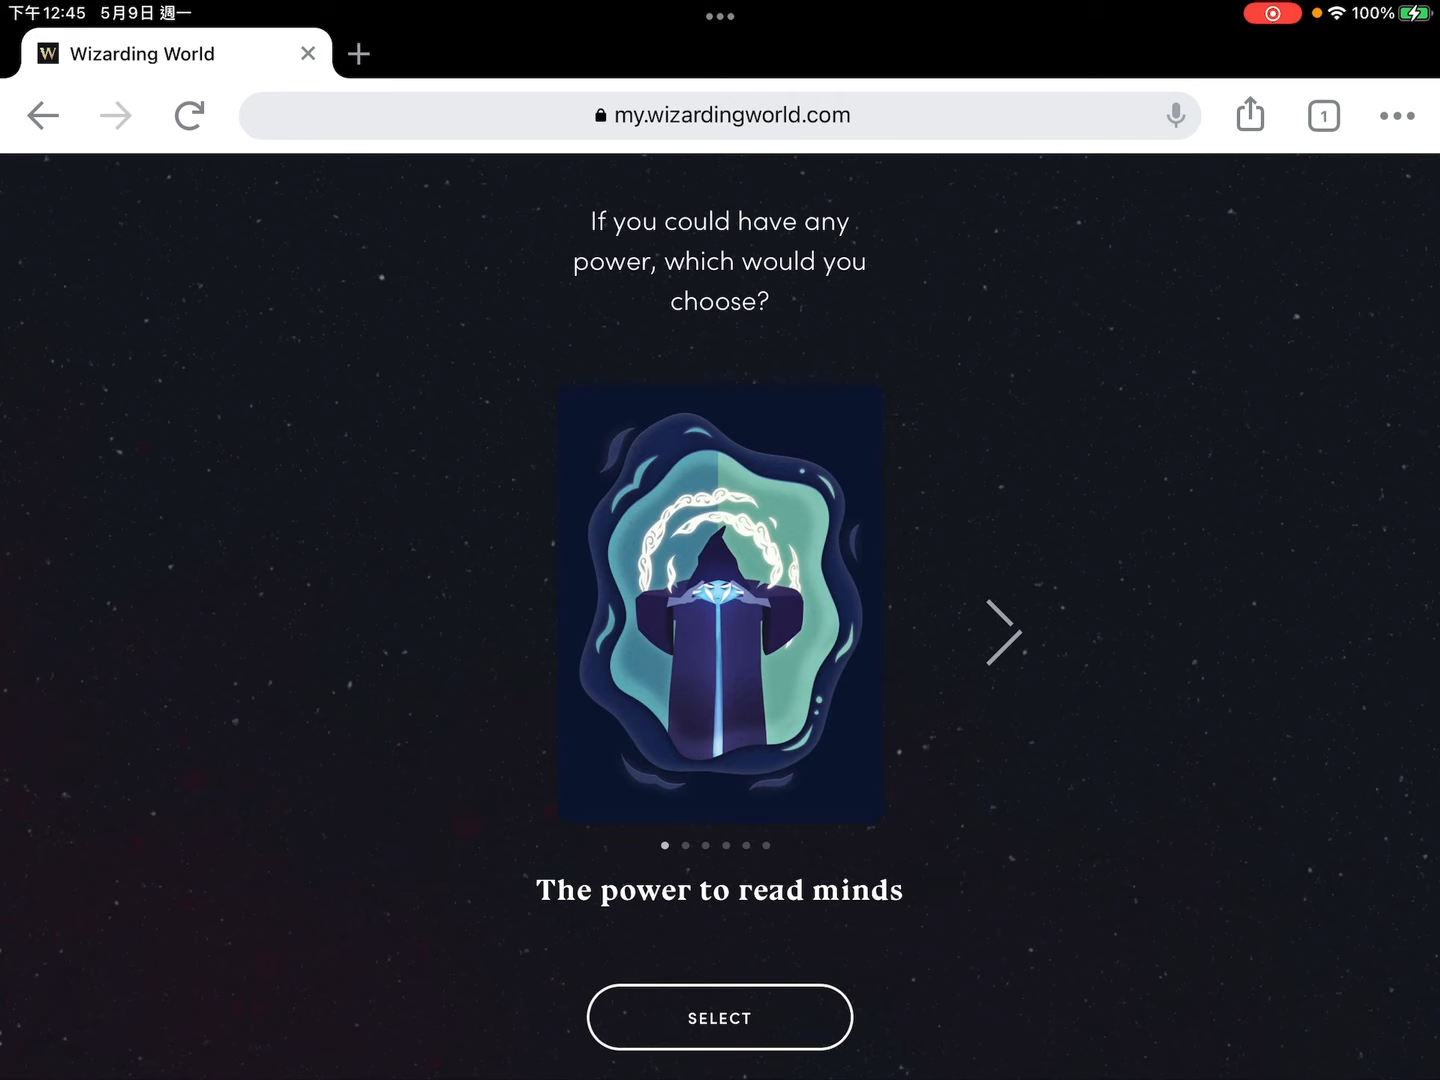 下午12:45 5月9日 週一
100%
W Wizarding World
my.wizardingworld.com
1
If you could have any
power, which would you
choose?
The power to read minds
SELECT